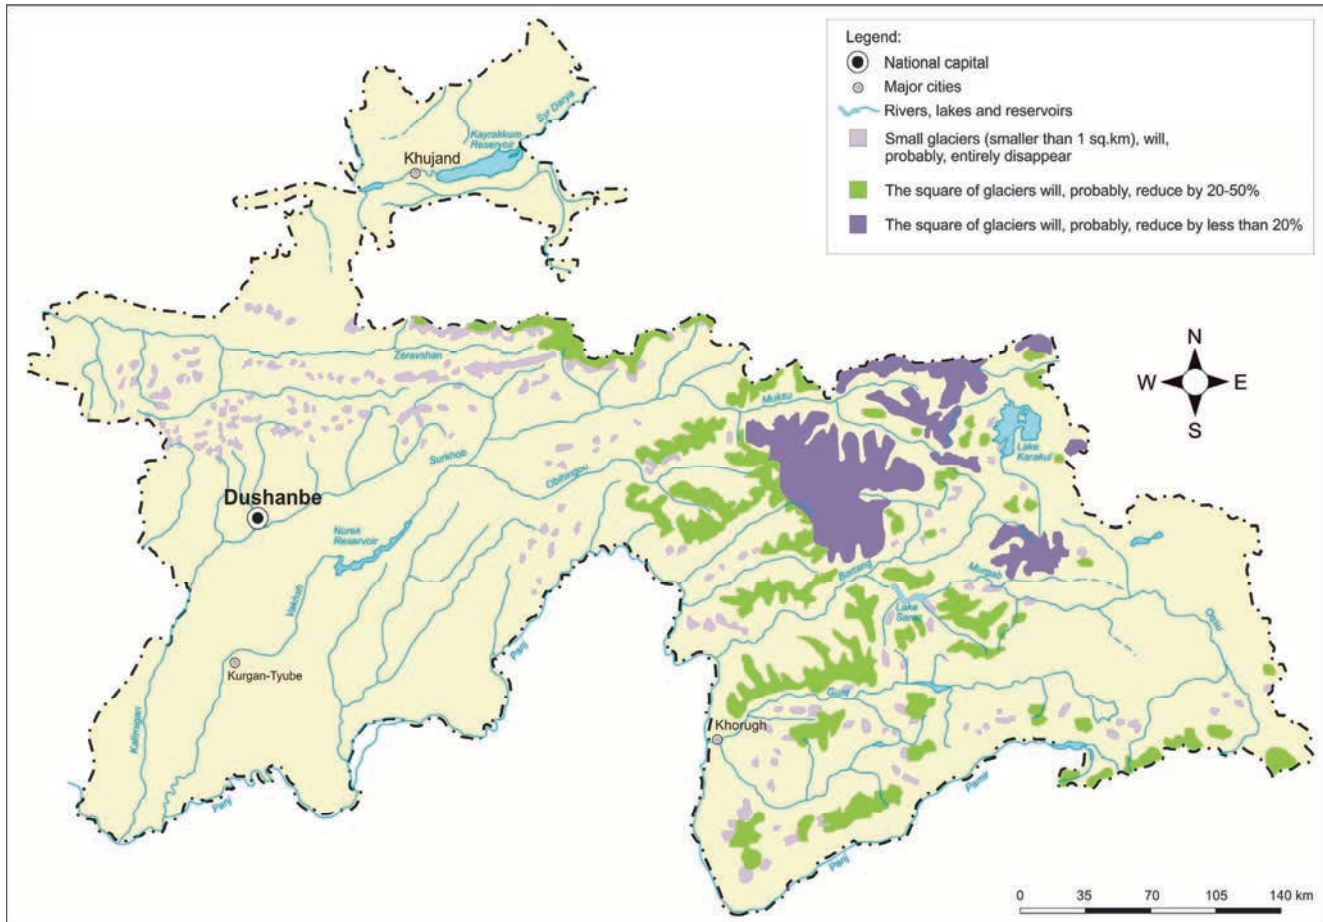 Legend:
National capital
Major cities
Rivers, lakes and reservoirs
Small glaciers (smaller than 1 sq.km), will,
probably, entirely disappear
The square of glaciers will, probably, reduce by 20-50%
The square of glaciers will, probably, reduce by less than 20%
Syr Darya
Kayrakkum
Reservoir
Khujand
N
W
E
S
Zeravshan
Muksu
Lake
Karakul
Surkhob
Obihingou
Dushanbe
Nurek
Reservoir
Bartang
Murgab
Vakhsh
Lake
Sarez
Oqsu
Panj
Kurgan-Tyube
Gunt
Kafirnigan
Khorugh
Pamir
Panj
Panj
0 35 70 105 140 km